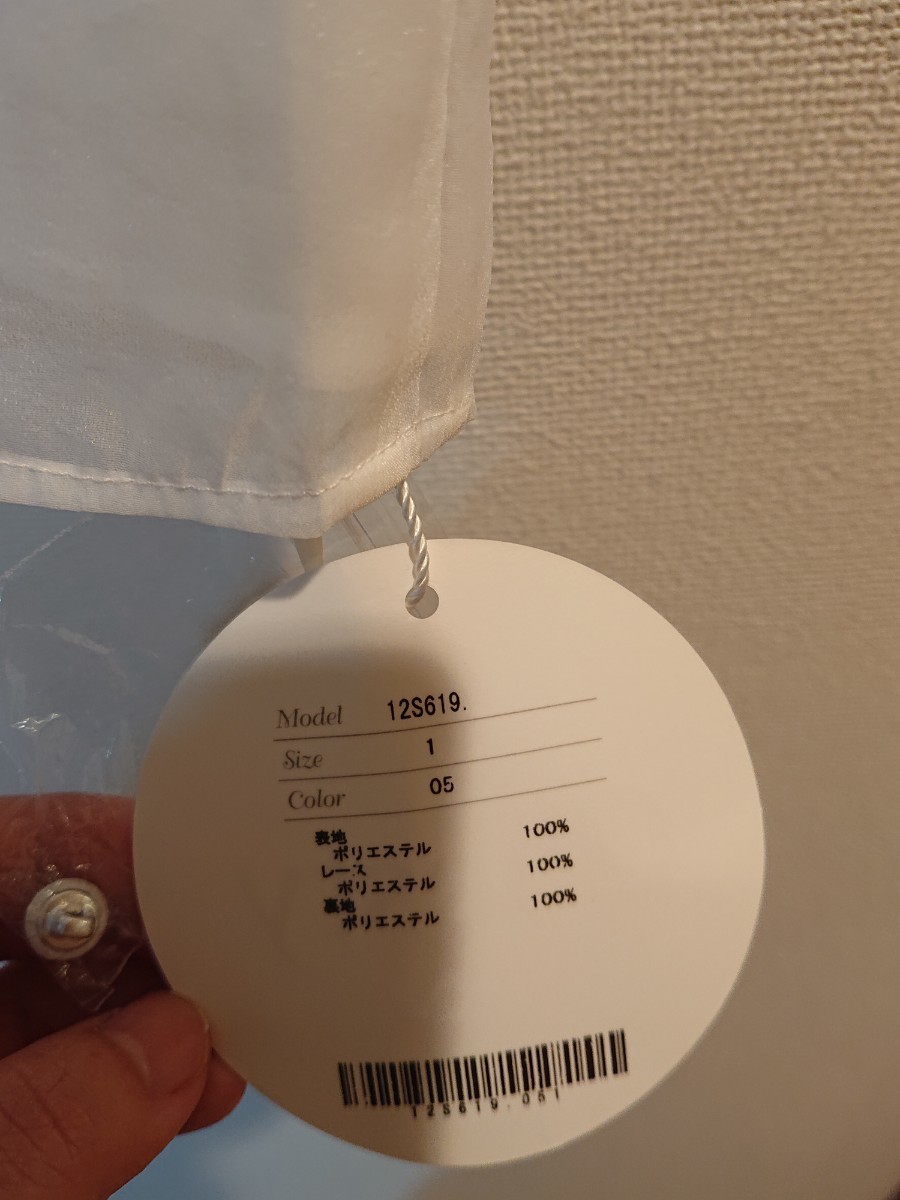 Model 12S619.
Size 1
Color 05
表地 100%
ポリエステル
レース 100%
ポリエステル
裏地 100%
ポリエステル
12S619.051